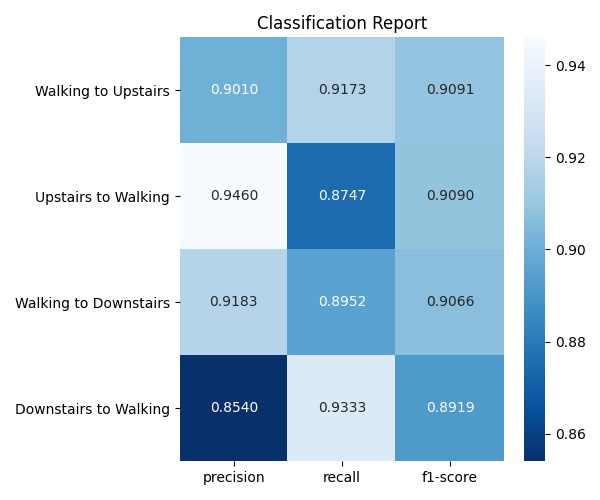 Classification Report
Walking to Upstairs 0.9010 0.9173 0.9091
Upstairs to Walking 0.9460 0.8747 0.9090
Walking to Downstairs 0.9183 0.8952 0.9066
Downstairs to Walking 0.8540 0.9333 0.8919
precision recall f1-score
0.94
0.92
0.90
0.88
0.86